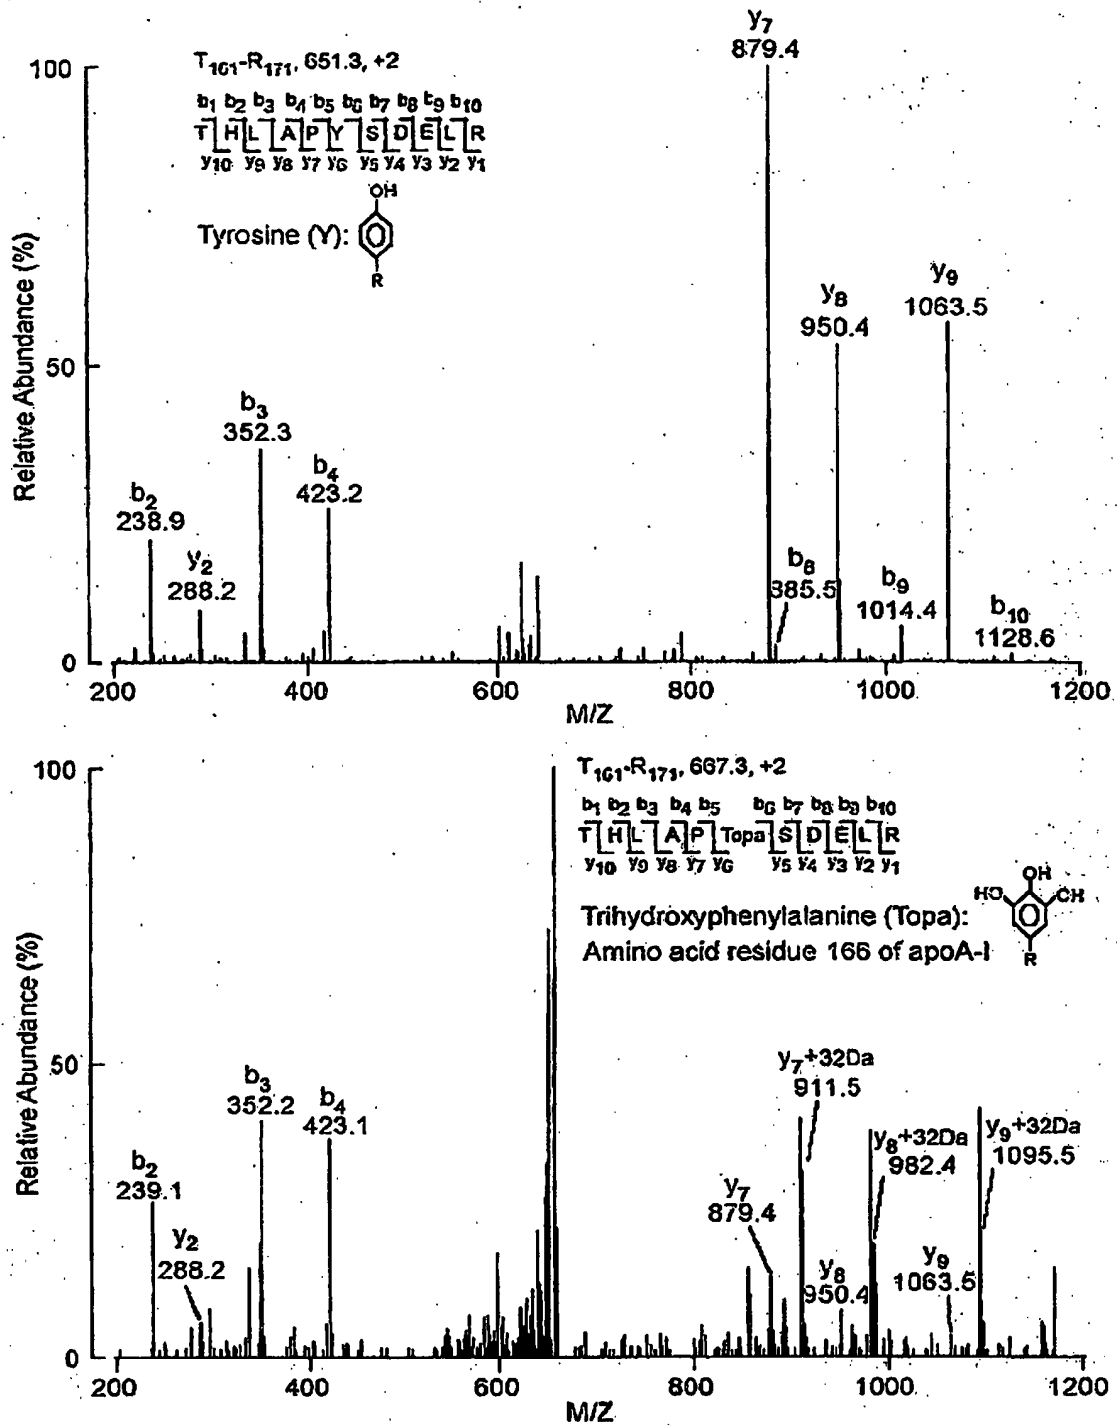 y7
879.4
T161-R171, 651.3, +2
100
b1 b2 b3 b4 b5 b6 b7 b8 b9 b10
T H L A P Y S D E L R
y10 y9 y8 y7 y6 y5 y4 y3 y2 y1
OH
Tyrosine (Y):
R
y9
1063.5
y8
950.4
Relative Abundance (%)
50
b3
352.3
b4
423.2
b2
238.9
y2
288.2
b8
385.5
b9
1014.4
b10
1128.6
0
200 400 600 800 1000 1200
M/Z
100
T161-R171, 667.3, +2
b1 b2 b3 b4 b5 b6 b7 b8 b9 b10
T H L A P Topa S D E L R
y10 y9 y8 y7 y6 y5 y4 y3 y2 y1
OH
HO OH
Trihydroxyphenylalanine (Topa):
Amino acid residue 166 of apoA-I
R
Relative Abundance (%)
50
y7+32Da
911.5
b3
352.2
b4
423.1
y8+32Da
982.4
y9+32Da
1095.5
b2
239.1
y7
879.4
y2
288.2
y8
950.4
y9
1063.5
0
200 400 600 800 1000 1200
M/Z